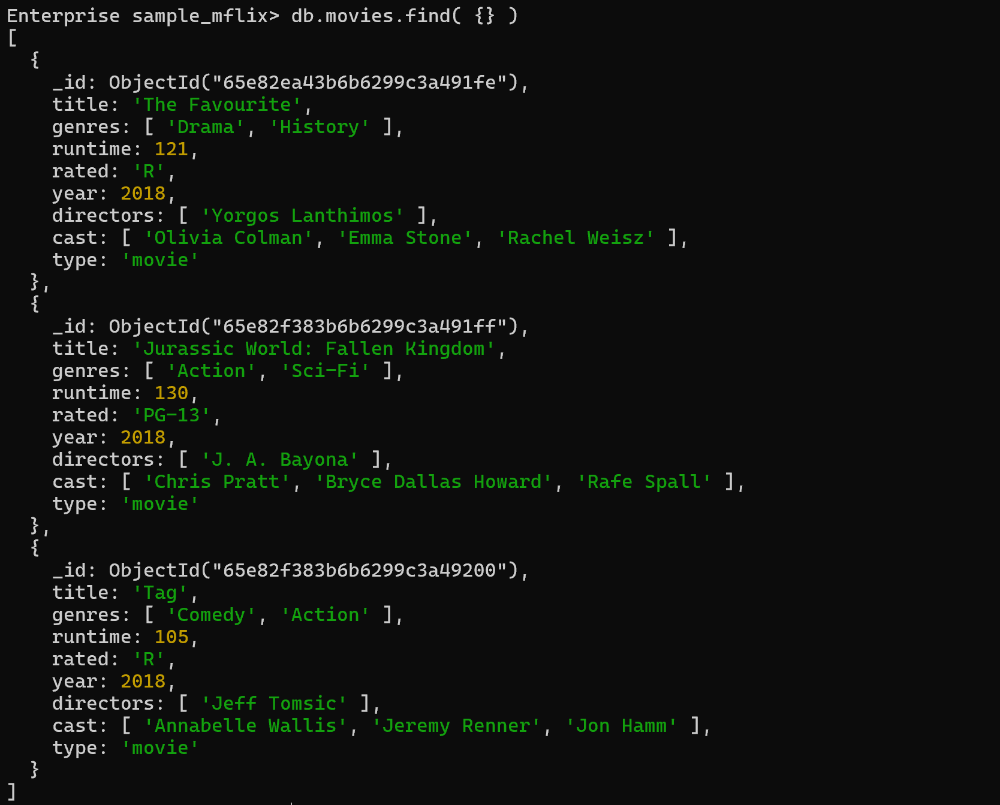 Enterprise sample_mflix> db.movies.find( {} )
[
  {
    _id: ObjectId("65e82ea43b6b6299c3a491fe"),
    title: 'The Favourite',
    genres: [ 'Drama', 'History' ],
    runtime: 121,
    rated: 'R',
    year: 2018,
    directors: [ 'Yorgos Lanthimos' ],
    cast: [ 'Olivia Colman', 'Emma Stone', 'Rachel Weisz' ],
    type: 'movie'
  },
  {
    _id: ObjectId("65e82f383b6b6299c3a491ff"),
    title: 'Jurassic World: Fallen Kingdom',
    genres: [ 'Action', 'Sci-Fi' ],
    runtime: 130,
    rated: 'PG-13',
    year: 2018,
    directors: [ 'J. A. Bayona' ],
    cast: [ 'Chris Pratt', 'Bryce Dallas Howard', 'Rafe Spall' ],
    type: 'movie'
  },
  {
    _id: ObjectId("65e82f383b6b6299c3a49200"),
    title: 'Tag',
    genres: [ 'Comedy', 'Action' ],
    runtime: 105,
    rated: 'R',
    year: 2018,
    directors: [ 'Jeff Tomsic' ],
    cast: [ 'Annabelle Wallis', 'Jeremy Renner', 'Jon Hamm' ],
    type: 'movie'
  }
]